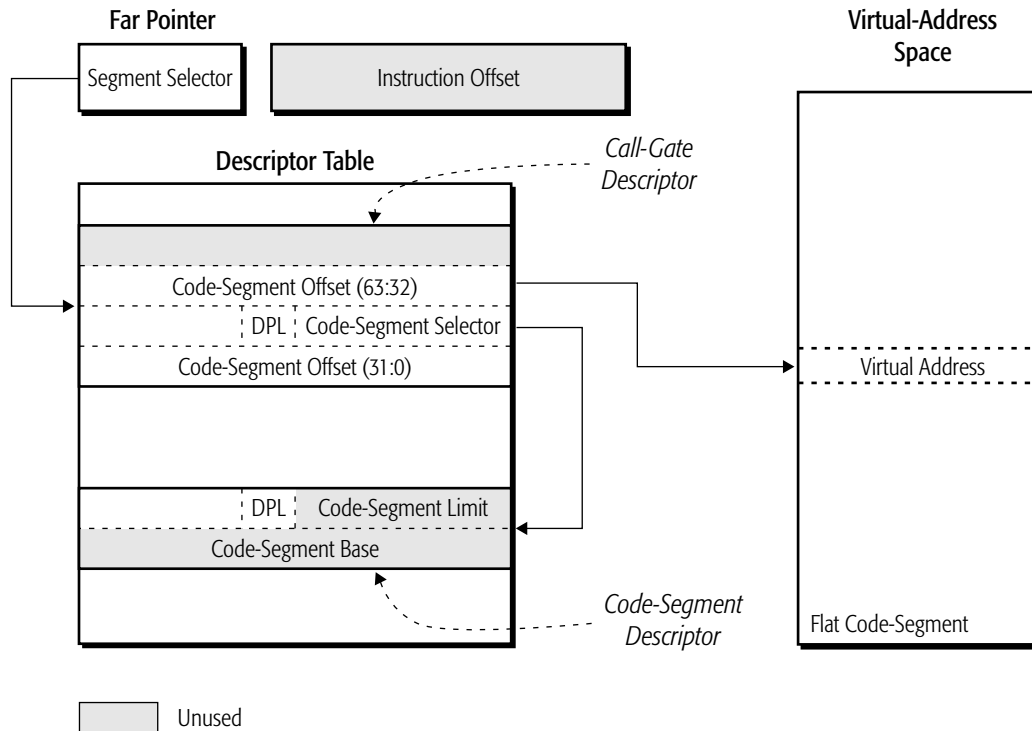 Far Pointer
Virtual-Address
Space
Segment Selector
Instruction Offset
Descriptor Table
Call-Gate
Descriptor
Code-Segment Offset (63:32)
DPL
Code-Segment Selector
Code-Segment Offset (31:0)
Virtual Address
DPL
Code-Segment Limit
Code-Segment Base
Code-Segment
Descriptor
Flat Code-Segment
Unused